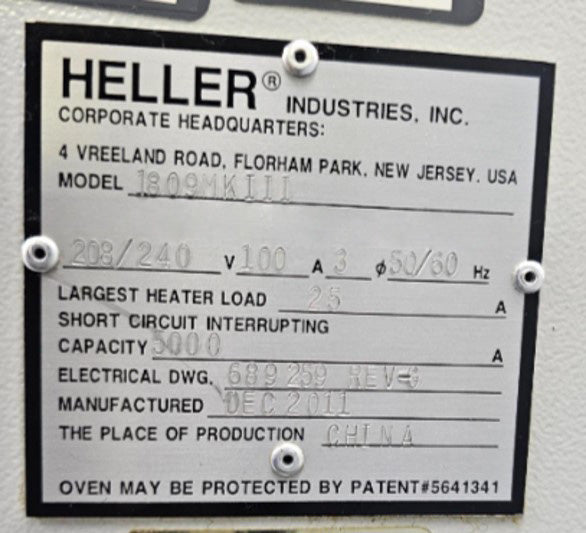 HELLER® INDUSTRIES, INC.
CORPORATE HEADQUARTERS:
4 VREELAND ROAD, FLORHAM PARK, NEW JERSEY. USA
MODEL 1809MKIII
208/240 V 100 A 3 ϕ 50/60 Hz
LARGEST HEATER LOAD 25 A
SHORT CIRCUIT INTERRUPTING
CAPACITY 5000 A
ELECTRICAL DWG. 689259 REV-
MANUFACTURED DEC 2011
THE PLACE OF PRODUCTION CHINA
OVEN MAY BE PROTECTED BY PATENT#5641341